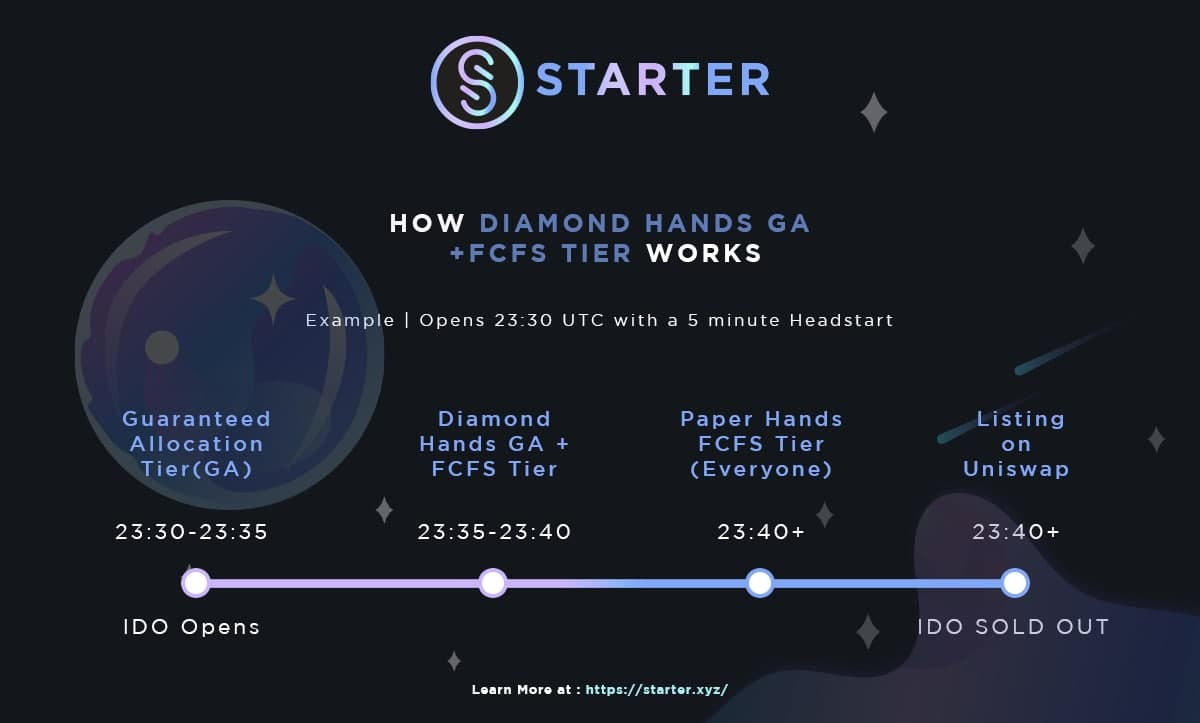 STARTER
HOW DIAMOND HANDS GA
+FCFS TIER WORKS
Example | Opens 23:30 UTC with a 5 minute Headstart
Guaranteed
Allocation
Tier(GA)
23:30-23:35
IDO Opens
Diamond
Hands GA +
FCFS Tier
23:35-23:40
Paper Hands
FCFS Tier
(Everyone)
23:40+
Listing
on
Uniswap
23:40+
IDO SOLD OUT
Learn More at : https://starter.xyz/